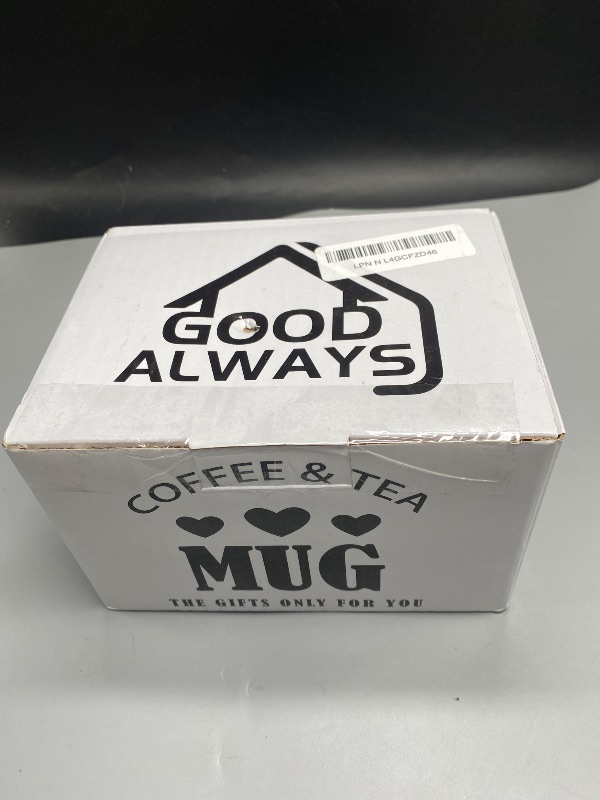 LPN N L4GCFZD46
GOOD
ALWAYS
COFFEE & TEA
MUG
THE GIFTS ONLY FOR YOU